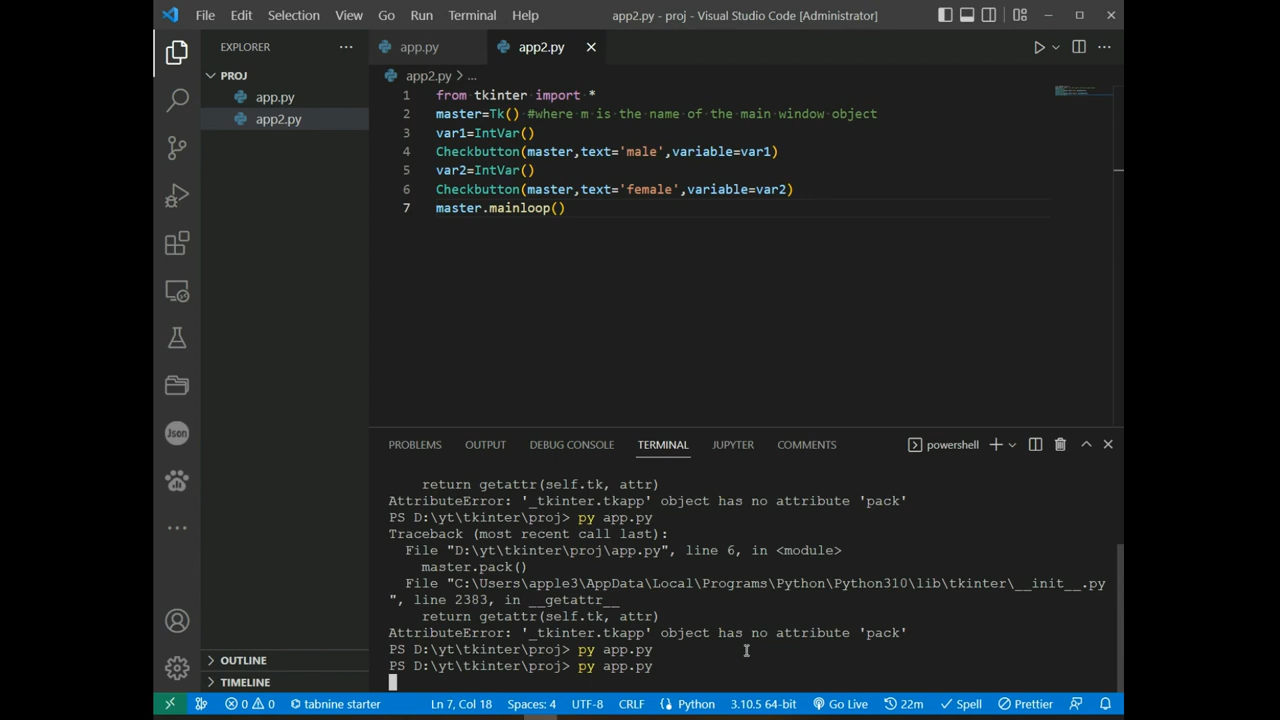 File Edit Selection View Go Run Terminal Help app2.py - proj - Visual Studio Code [Administrator]
EXPLORER
PROJ
app.py
app2.py
OUTLINE
TIMELINE
app.py app2.py
app2.py > ...
1 from tkinter import *
2 master=Tk() #where m is the name of the main window object
3 var1=IntVar()
4 Checkbutton(master,text='male',variable=var1)
5 var2=IntVar()
6 Checkbutton(master,text='female',variable=var2)
7 master.mainloop()
PROBLEMS OUTPUT DEBUG CONSOLE TERMINAL JUPYTER COMMENTS powershell
return getattr(self.tk, attr)
AttributeError: '_tkinter.tkapp' object has no attribute 'pack'
PS D:\yt\tkinter\proj> py app.py
Traceback (most recent call last):
File "D:\yt\tkinter\proj\app.py", line 6, in <module>
master.pack()
File "C:\Users\apple3\AppData\Local\Programs\Python\Python310\lib\tkinter\__init__.py
", line 2383, in __getattr__
return getattr(self.tk, attr)
AttributeError: '_tkinter.tkapp' object has no attribute 'pack'
PS D:\yt\tkinter\proj> py app.py
PS D:\yt\tkinter\proj> py app.py
Json
0 0 tabnine starter Ln 7, Col 18 Spaces: 4 UTF-8 CRLF Python 3.10.5 64-bit Go Live 22m Spell Prettier